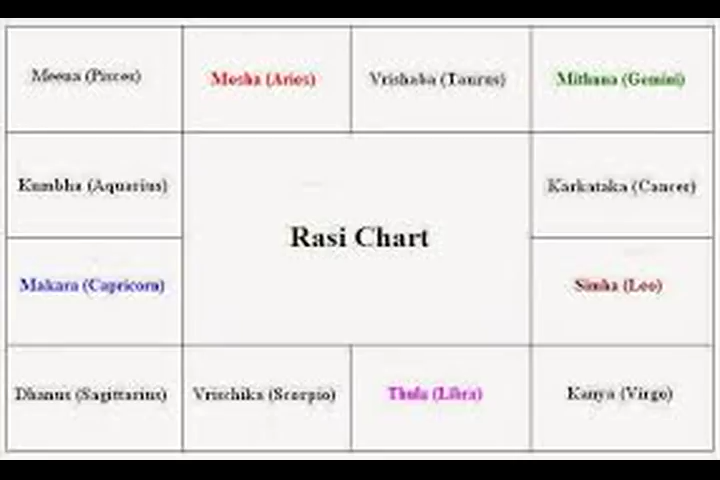 Meena (Pisces)
Mesha (Aries)
Vrishaba (Taurus)
Mithuna (Gemini)
Kumbha (Aquarius)
Karkataka (Cancer)
Rasi Chart
Makara (Capricorn)
Simha (Leo)
Dhanus (Sagittarius)
Vrischika (Scorpio)
Thula (Libra)
Kanya (Virgo)